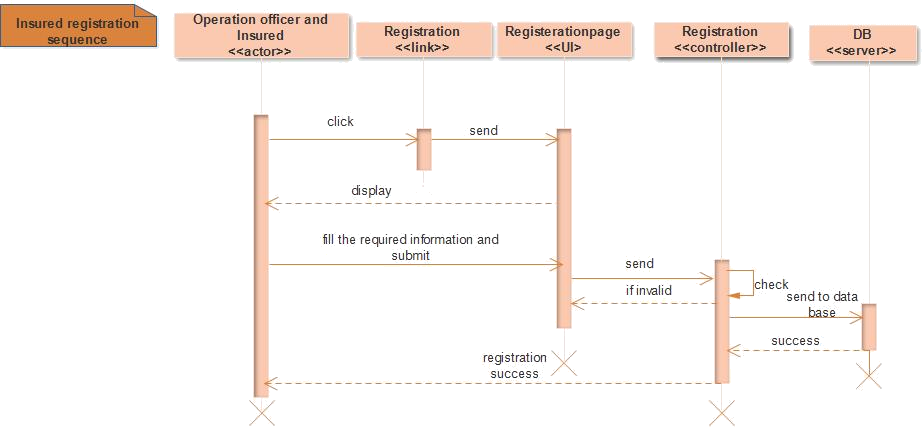 Insured registration
sequence
Operation officer and
Insured
<<actor>>
Registration
<<link>>
Registerationpage
<<UI>
Registration
<<controller>>
DB
<<server>>
click
send
display
fill the required information and
submit
send
check
if invalid
send to data
base
success
registration
success